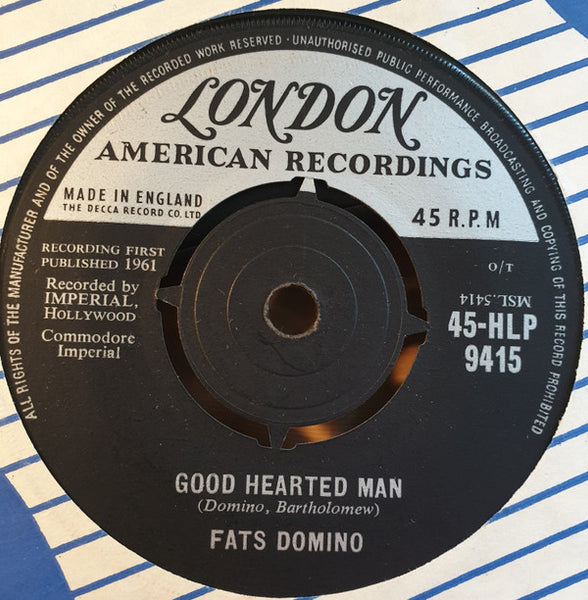 ALL RIGHTS OF THE MANUFACTURER AND OF THE OWNER OF THE RECORDED WORK RESERVED · UNAUTHORISED PUBLIC PERFORMANCE BROADCASTING AND COPYING OF THIS RECORD PROHIBITED
LONDON
AMERICAN RECORDINGS
MADE IN ENGLAND
THE DECCA RECORD CO. LTD.
45 R.P.M
RECORDING FIRST
PUBLISHED 1961
Recorded by
IMPERIAL,
HOLLYWOOD
Commodore
Imperial
O/T
MSL.5414
45-HLP
9415
GOOD HEARTED MAN
(Domino, Bartholomew)
FATS DOMINO